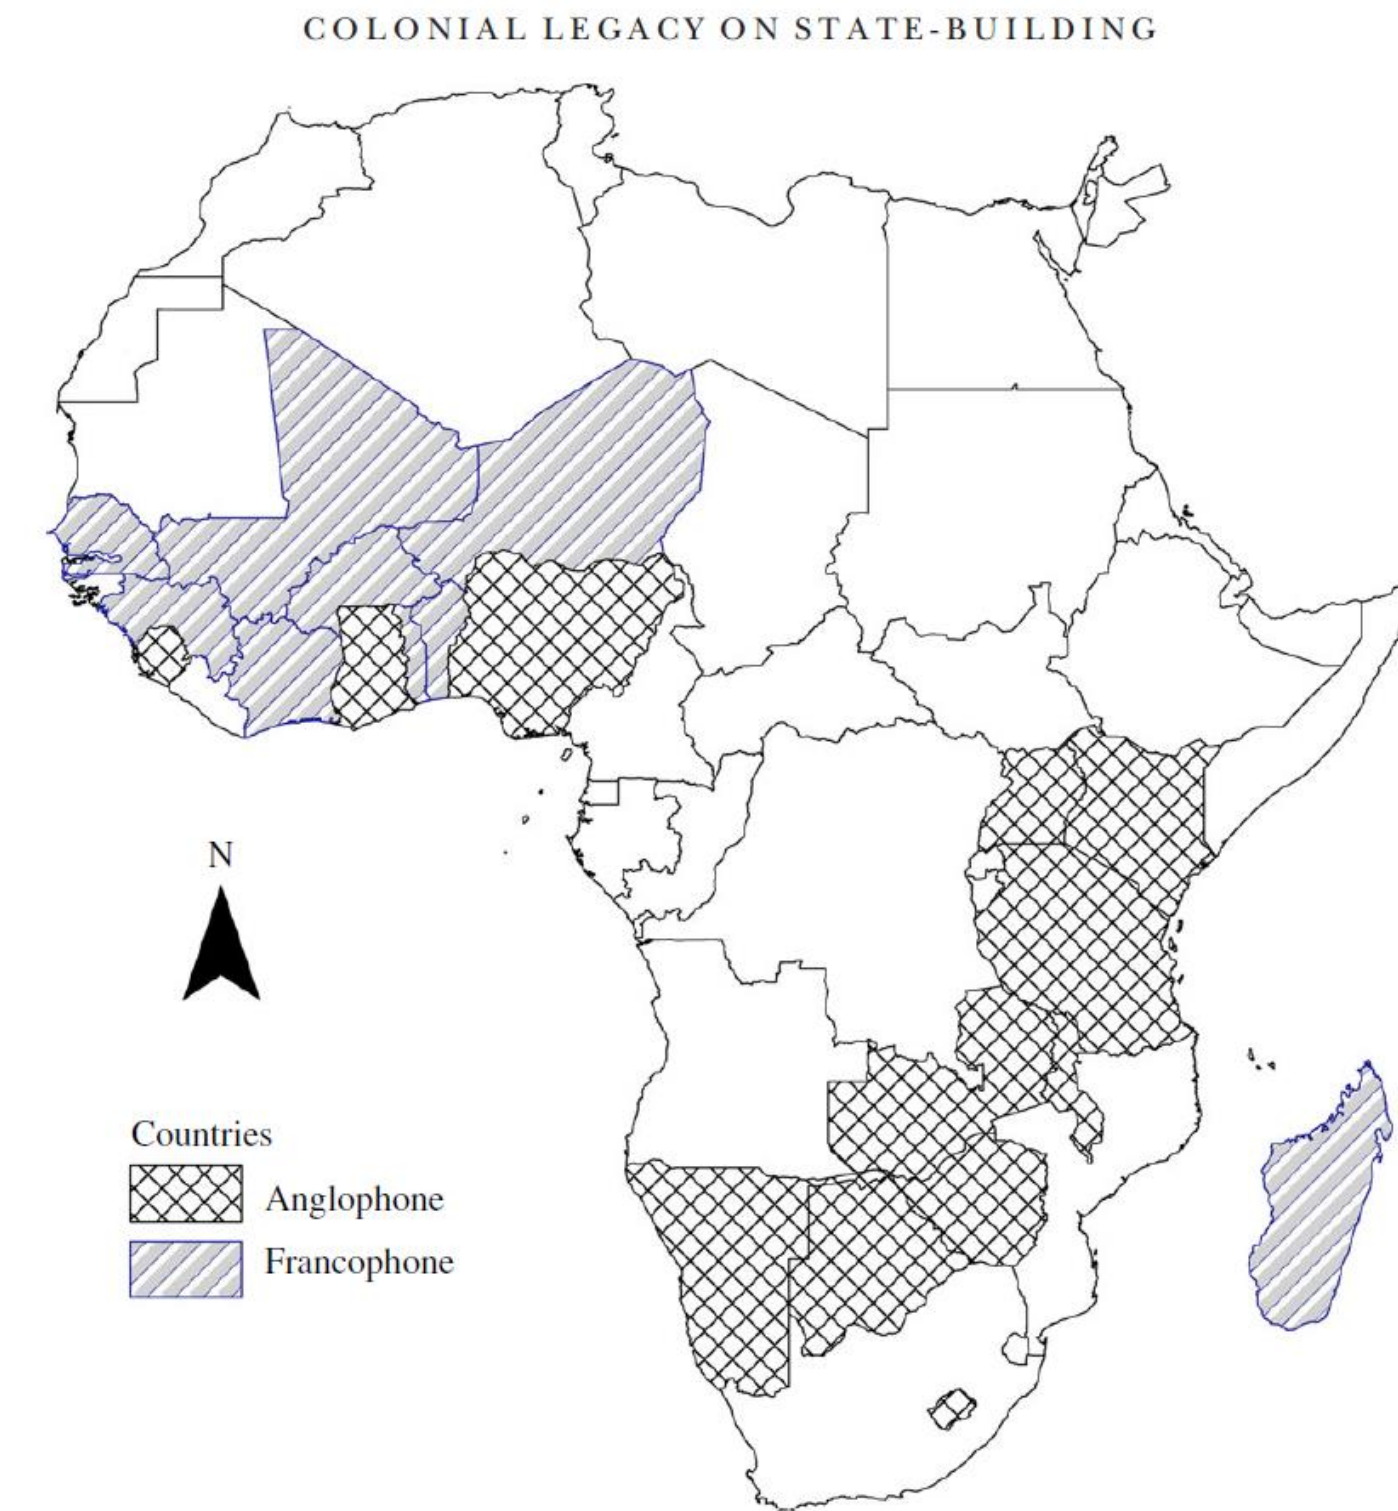 COLONIAL LEGACY ON STATE-BUILDING
N
Countries
Anglophone
Francophone